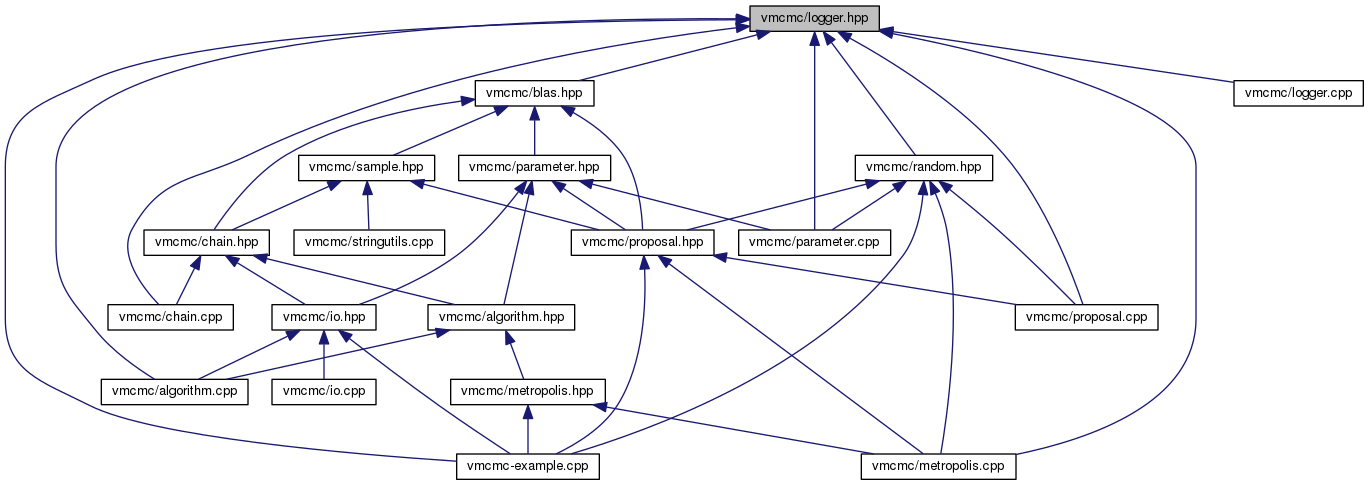 vmcmc/logger.hpp
vmcmc/blas.hpp
vmcmc/logger.cpp
vmcmc/sample.hpp
vmcmc/parameter.hpp
vmcmc/random.hpp
vmcmc/chain.hpp
vmcmc/stringutils.cpp
vmcmc/proposal.hpp
vmcmc/parameter.cpp
vmcmc/chain.cpp
vmcmc/io.hpp
vmcmc/algorithm.hpp
vmcmc/proposal.cpp
vmcmc/algorithm.cpp
vmcmc/io.cpp
vmcmc/metropolis.hpp
vmcmc-example.cpp
vmcmc/metropolis.cpp